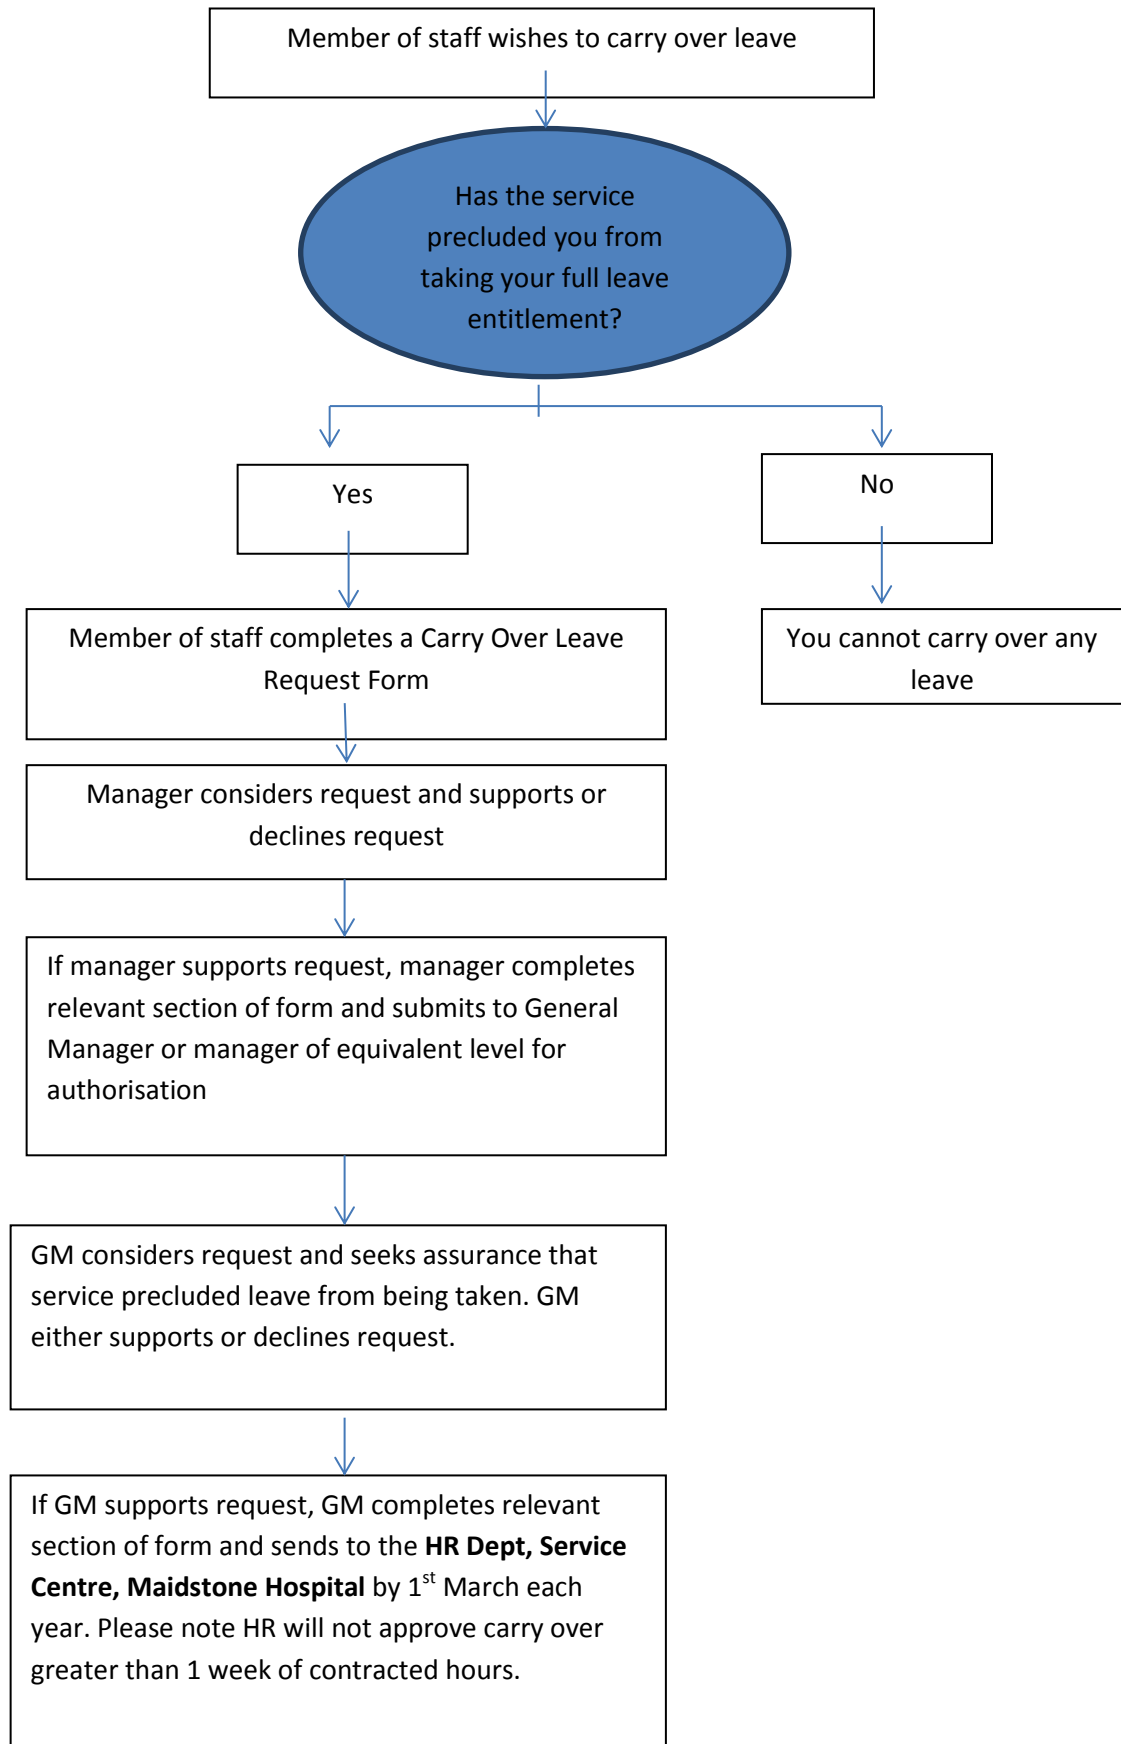 Member of staff wishes to carry over leave
Has the service
precluded you from
taking your full leave
entitlement?
Yes
No
Member of staff completes a Carry Over Leave
Request Form
You cannot carry over any
leave
Manager considers request and supports or
declines request
If manager supports request, manager completes
relevant section of form and submits to General
Manager or manager of equivalent level for
authorisation
GM considers request and seeks assurance that
service precluded leave from being taken. GM
either supports or declines request.
If GM supports request, GM completes relevant
section of form and sends to the HR Dept, Service
Centre, Maidstone Hospital by 1st March each
year. Please note HR will not approve carry over
greater than 1 week of contracted hours.